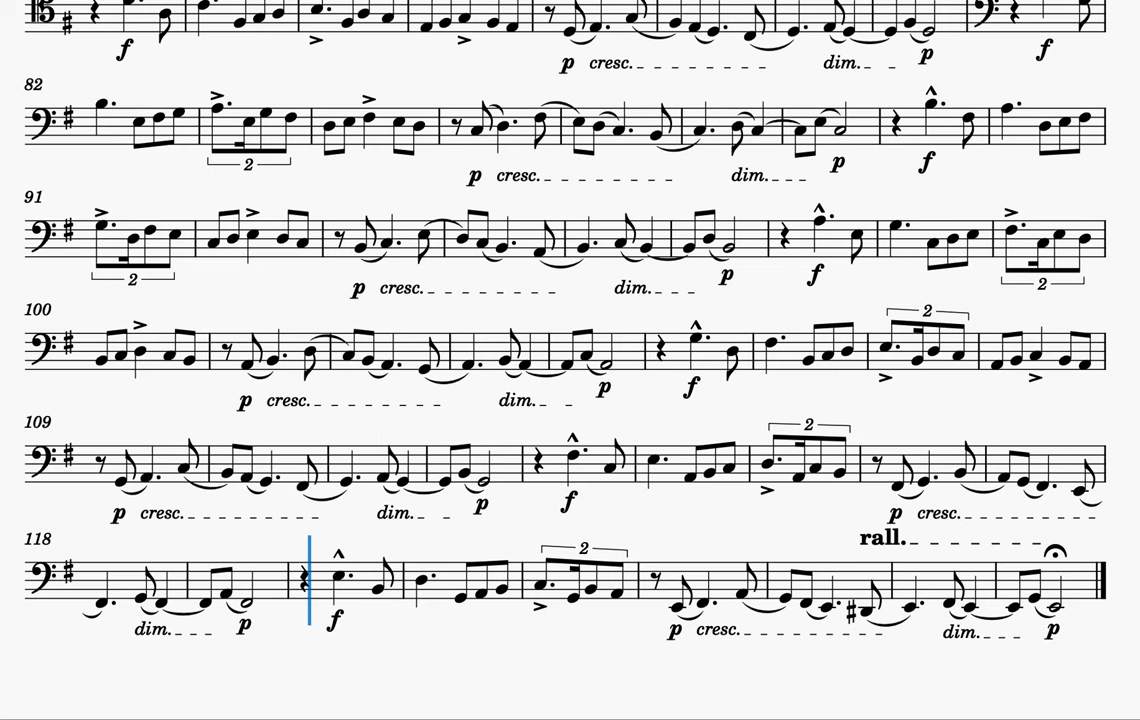 f p cresc. dim. p f
82
2 p cresc. dim. p f
91
2 p cresc. dim. p f 2
100
2
p cresc. dim. p f
109
2
p cresc. dim. p f p cresc.
118 rall.
2
dim. p f p cresc. dim. p